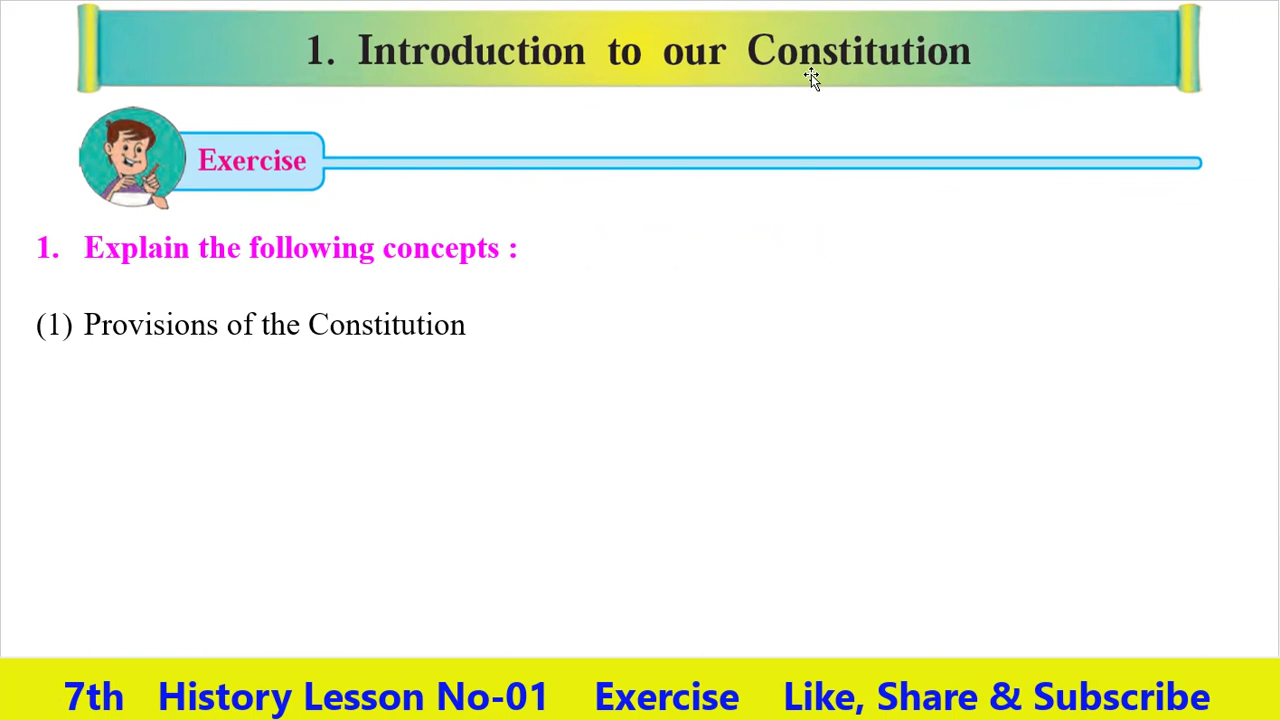 1. Introduction to our Constitution
Exercise
1. Explain the following concepts :
(1) Provisions of the Constitution
7th History Lesson No-01 Exercise Like, Share & Subscribe